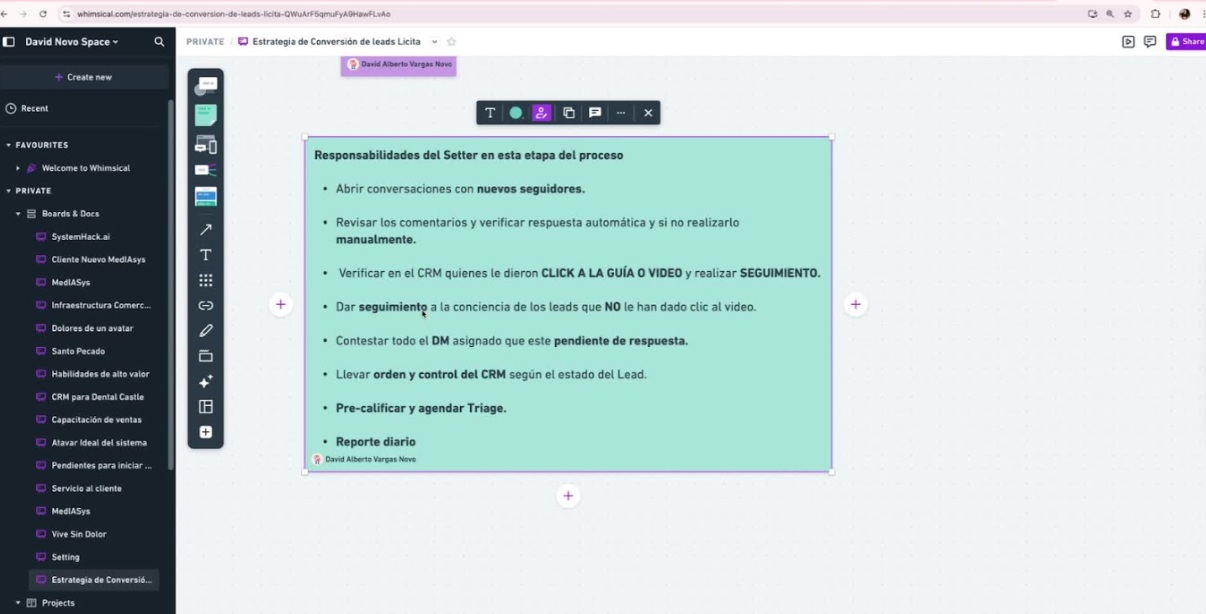 whimsical.com/estrategia-de-conversion-de-leads-licita-QWuArF5qmuFyA9HawFLvAo
David Novo Space
PRIVATE / Estrategia de Conversión de leads Licita
Share
+ Create new
Recent
FAVOURITES
Welcome to Whimsical
PRIVATE
Boards & Docs
SystemHack.ai
Cliente Nuevo MedIAsys
MedIASys
Infraestructura Comerc...
Dolores de un avatar
Santo Pecado
Habilidades de alto valor
CRM para Dental Castle
Capacitación de ventas
Atavar Ideal del sistema
Pendientes para iniciar ...
Servicio al cliente
MedIASys
Vive Sin Dolor
Setting
Estrategia de Conversió...
Projects
David Alberto Vargas Novo
Responsabilidades del Setter en esta etapa del proceso
• Abrir conversaciones con nuevos seguidores.
• Revisar los comentarios y verificar respuesta automática y si no realizarlo
manualmente.
• Verificar en el CRM quienes le dieron CLICK A LA GUÍA O VIDEO y realizar SEGUIMIENTO.
• Dar seguimiento a la conciencia de los leads que NO le han dado clic al video.
• Contestar todo el DM asignado que este pendiente de respuesta.
• Llevar orden y control del CRM según el estado del Lead.
• Pre-calificar y agendar Triage.
• Reporte diario
David Alberto Vargas Novo